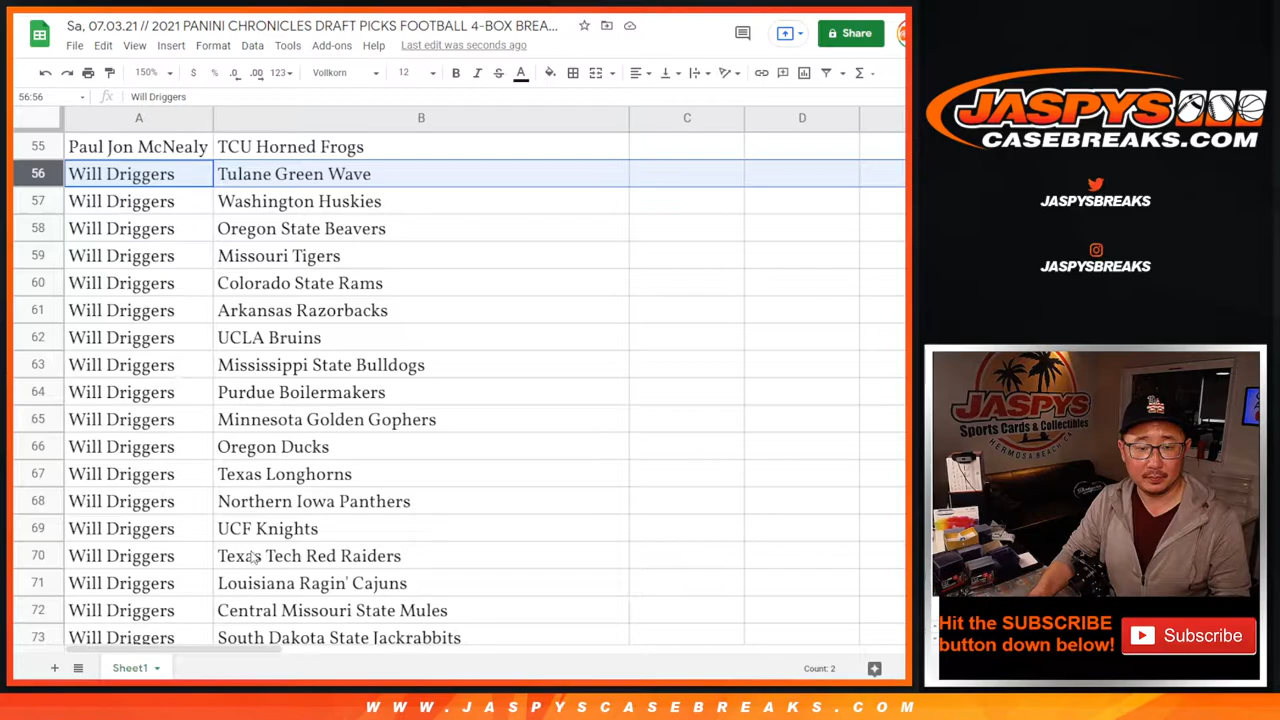 Sa, 07.03.21 // 2021 PANINI CHRONICLES DRAFT PICKS FOOTBALL 4-BOX BREA...
File Edit View Insert Format Data Tools Add-ons Help Last edit was seconds ago
Share
150% $ % .0 .00 123 Vollkorn 12 B I S A
56:56 fx Will Driggers
A B C D
55 Paul Jon McNealy TCU Horned Frogs
56 Will Driggers Tulane Green Wave
57 Will Driggers Washington Huskies
58 Will Driggers Oregon State Beavers
59 Will Driggers Missouri Tigers
60 Will Driggers Colorado State Rams
61 Will Driggers Arkansas Razorbacks
62 Will Driggers UCLA Bruins
63 Will Driggers Mississippi State Bulldogs
64 Will Driggers Purdue Boilermakers
65 Will Driggers Minnesota Golden Gophers
66 Will Driggers Oregon Ducks
67 Will Driggers Texas Longhorns
68 Will Driggers Northern Iowa Panthers
69 Will Driggers UCF Knights
70 Will Driggers Texas Tech Red Raiders
71 Will Driggers Louisiana Ragin' Cajuns
72 Will Driggers Central Missouri State Mules
73 Will Driggers South Dakota State Jackrabbits
Sheet1
Count: 2
JASPYS
CASEBREAKS.COM
JASPYSBREAKS
JASPYSBREAKS
JASPYS
Sports Cards & Collectibles
HERMOSA BEACH CA
Hit the SUBSCRIBE
button down below!
Subscribe
WWW.JASPYSCASEBREAKS.COM